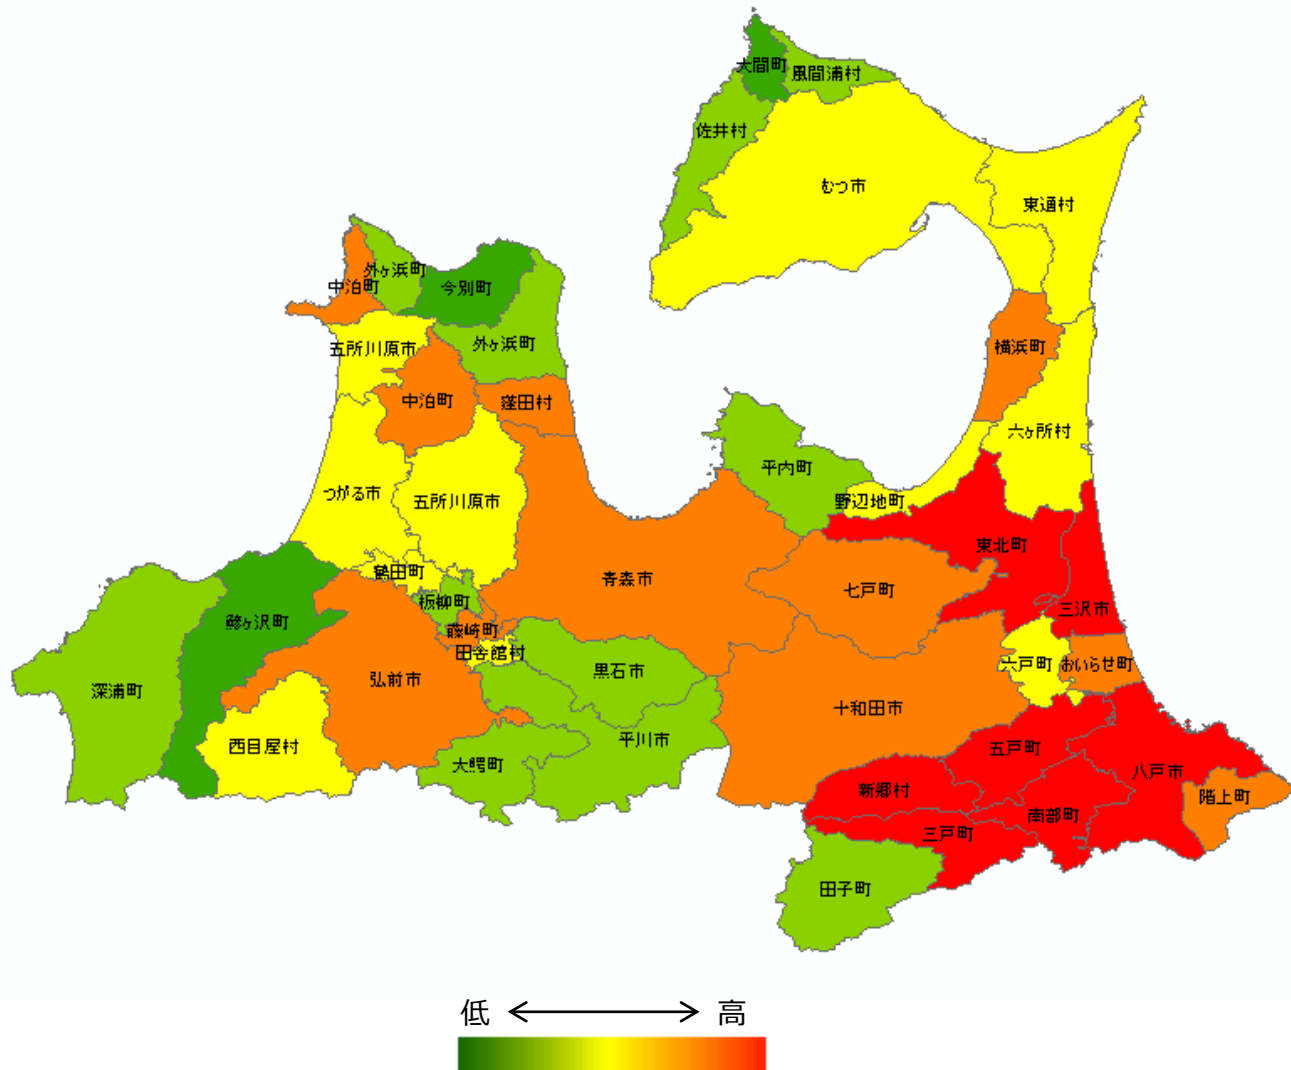 大間町
風間浦村
佐井村
むつ市
東通村
外ヶ浜町
中泊町
今別町
五所川原市
外ヶ浜町
横浜町
中泊町
蓬田村
六ヶ所村
平内町
つがる市
五所川原市
野辺地町
東北町
鶴田町
青森市
七戸町
板柳町
三沢市
鰺ヶ沢町
藤崎町
田舎館村
六戸町
おいらせ町
黒石市
弘前市
深浦町
十和田市
平川市
西目屋村
五戸町
大鰐町
八戸市
新郷村
階上町
南部町
三戸町
田子町
低
高